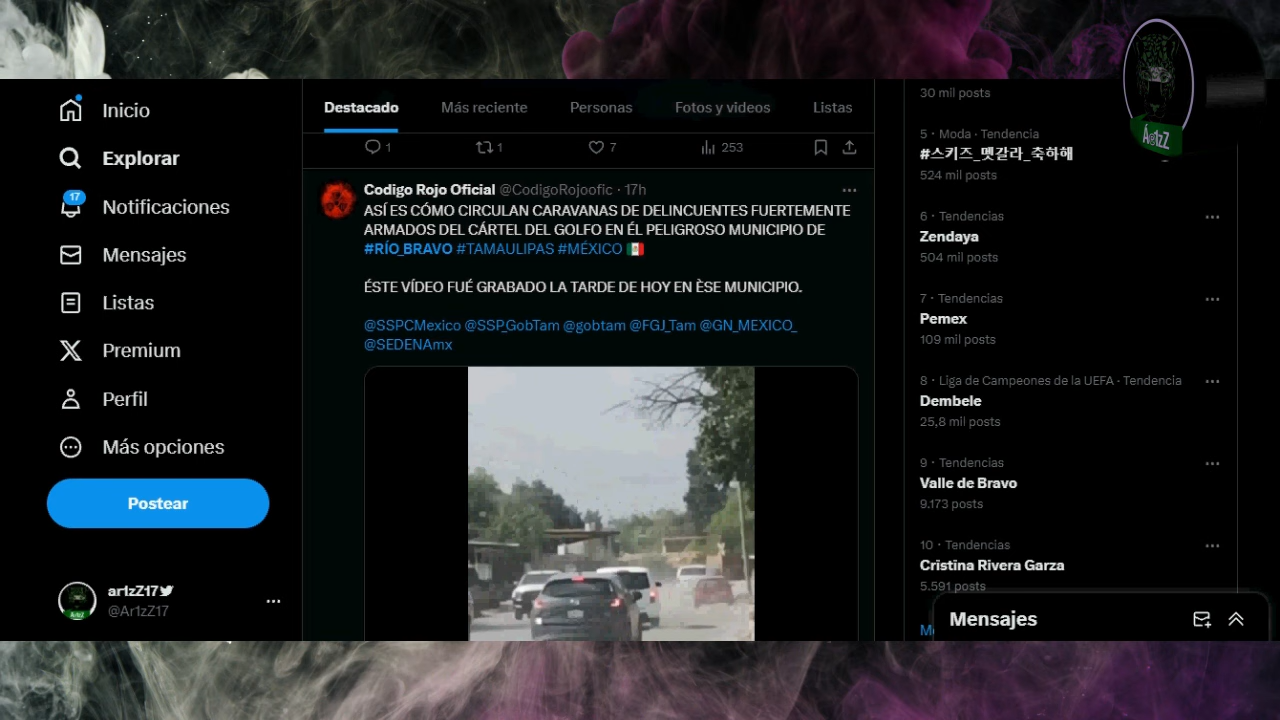 Inicio
Explorar
17
Notificaciones
Mensajes
Listas
Premium
Perfil
Más opciones
Postear
ar1zZ17
@Ar1zZ17
Destacado
Más reciente
Personas
Fotos y videos
Listas
1
1
7
253
Codigo Rojo Oficial @CodigoRojoofic · 17h
ASÍ ES CÓMO CIRCULAN CARAVANAS DE DELINCUENTES FUERTEMENTE
ARMADOS DEL CÁRTEL DEL GOLFO EN ÉL PELIGROSO MUNICIPIO DE
#RÍO_BRAVO #TAMAULIPAS #MÉXICO 🇲🇽
ÉSTE VÍDEO FUÉ GRABADO LA TARDE DE HOY EN ÈSE MUNICIPIO.
@SSPCMexico @SSP_GobTam @gobtam @FGJ_Tam @GN_MEXICO_
@SEDENAmx
30 mil posts
5 · Moda · Tendencia
#스키즈_멧갈라_축하해
524 mil posts
6 · Tendencias
Zendaya
504 mil posts
7 · Tendencias
Pemex
109 mil posts
8 · Liga de Campeones de la UEFA · Tendencia
Dembele
25,8 mil posts
9 · Tendencias
Valle de Bravo
9.173 posts
10 · Tendencias
Cristina Rivera Garza
5.591 posts
Mensajes